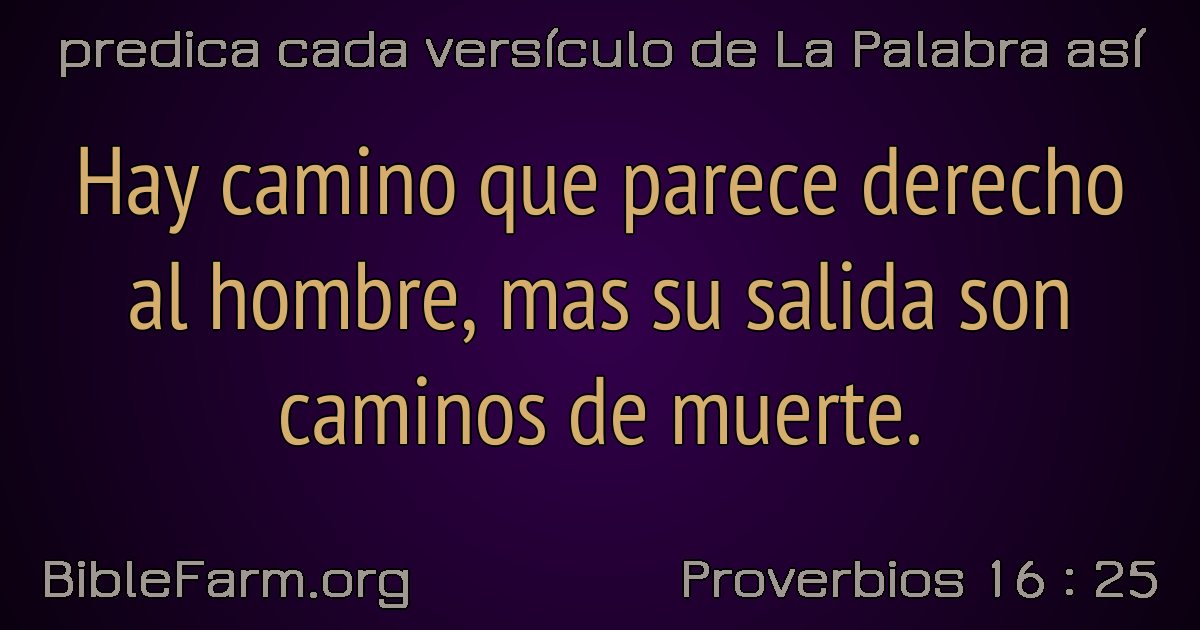 predica cada versículo de La Palabra así
Hay camino que parece derecho
al hombre, mas su salida son
caminos de muerte.
BibleFarm.org
Proverbios 16 : 25